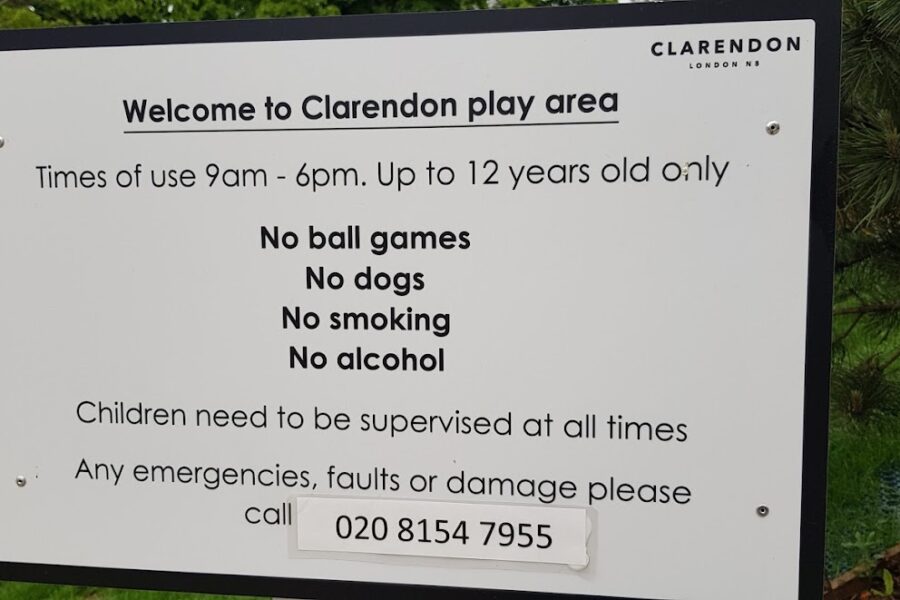 CLARENDON
LONDON N8
Welcome to Clarendon play area
Times of use 9am - 6pm. Up to 12 years old only
No ball games
No dogs
No smoking
No alcohol
Children need to be supervised at all times
Any emergencies, faults or damage please
call 020 8154 7955